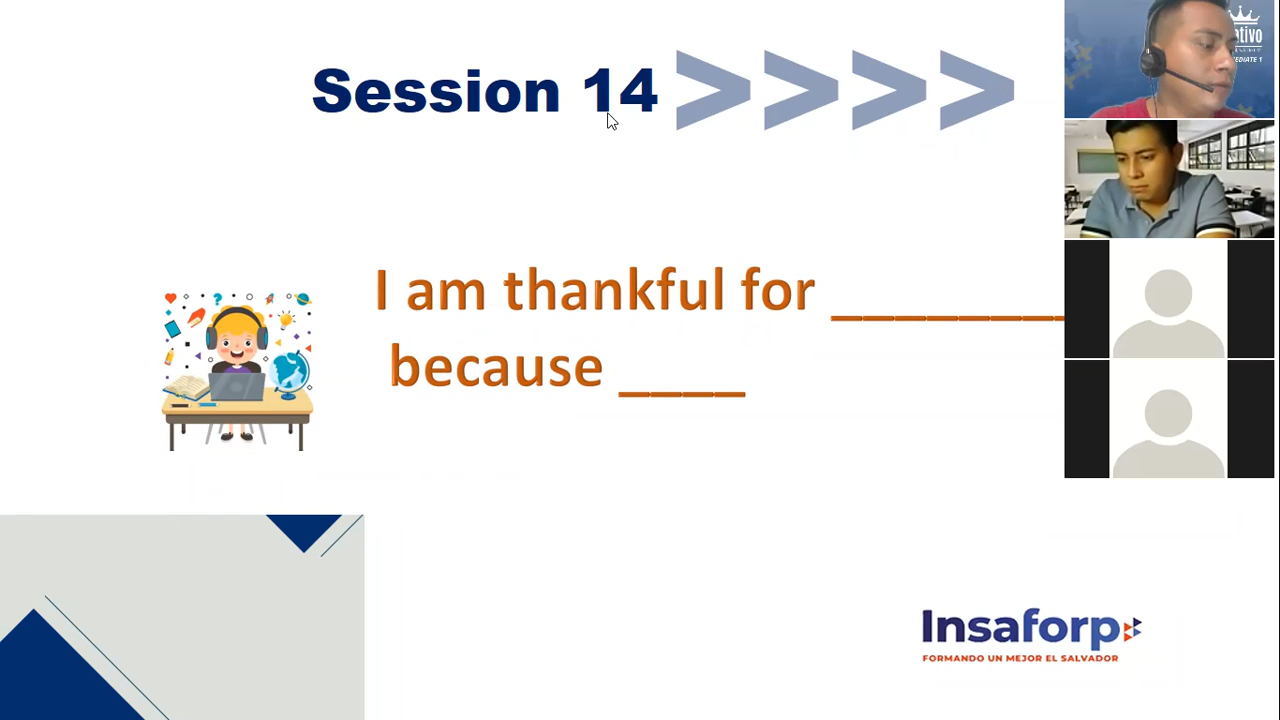 Session 14 >>>>
I am thankful for ________
because ____
Insaforp
FORMANDO UN MEJOR EL SALVADOR